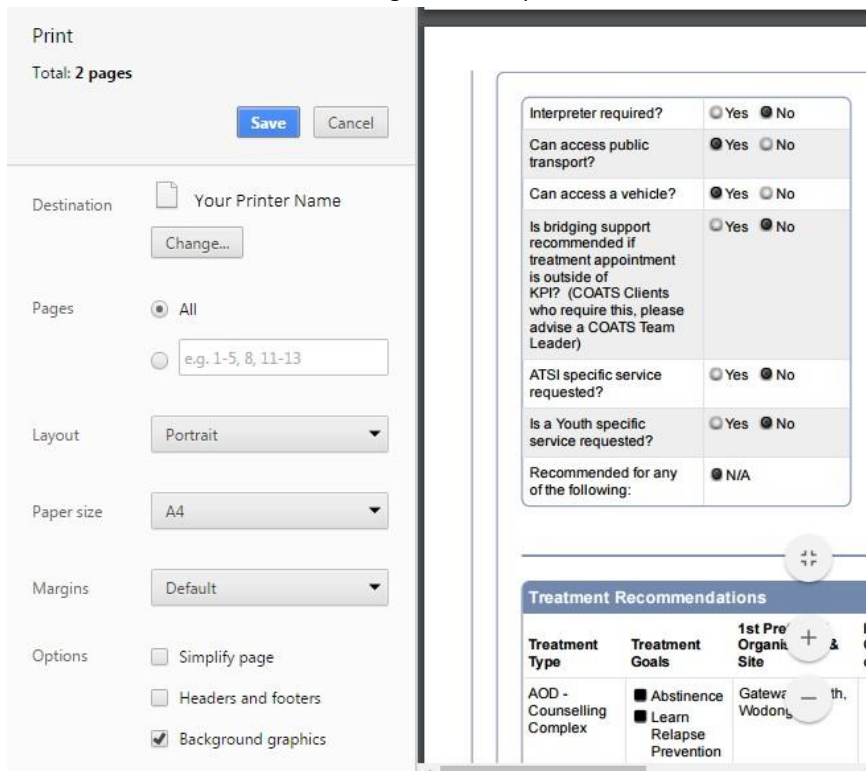 Print
Total: 2 pages
Save Cancel
Destination Your Printer Name
Change...
Pages All
e.g. 1-5, 8, 11-13
Layout Portrait
Paper size A4
Margins Default
Options Simplify page
Headers and footers
Background graphics
Interpreter required? Yes No
Can access public Yes No
transport?
Can access a vehicle? Yes No
Is bridging support Yes No
recommended if
treatment appointment
is outside of
KPI? (COATS Clients
who require this, please
advise a COATS Team
Leader)
ATSI specific service Yes No
requested?
Is a Youth specific Yes No
service requested?
Recommended for any N/A
of the following:
Treatment Recommendations
1st
Treatment Treatment &
Type Goals Site
AOD - Abstinence
Counselling Learn
Complex Relapse
Prevention